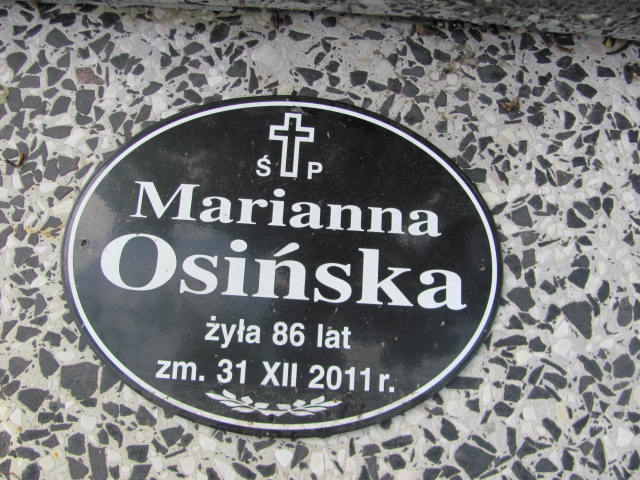 Ś P
Marianna
Osińska
żyła 86 lat
zm. 31 XII 2011 r.